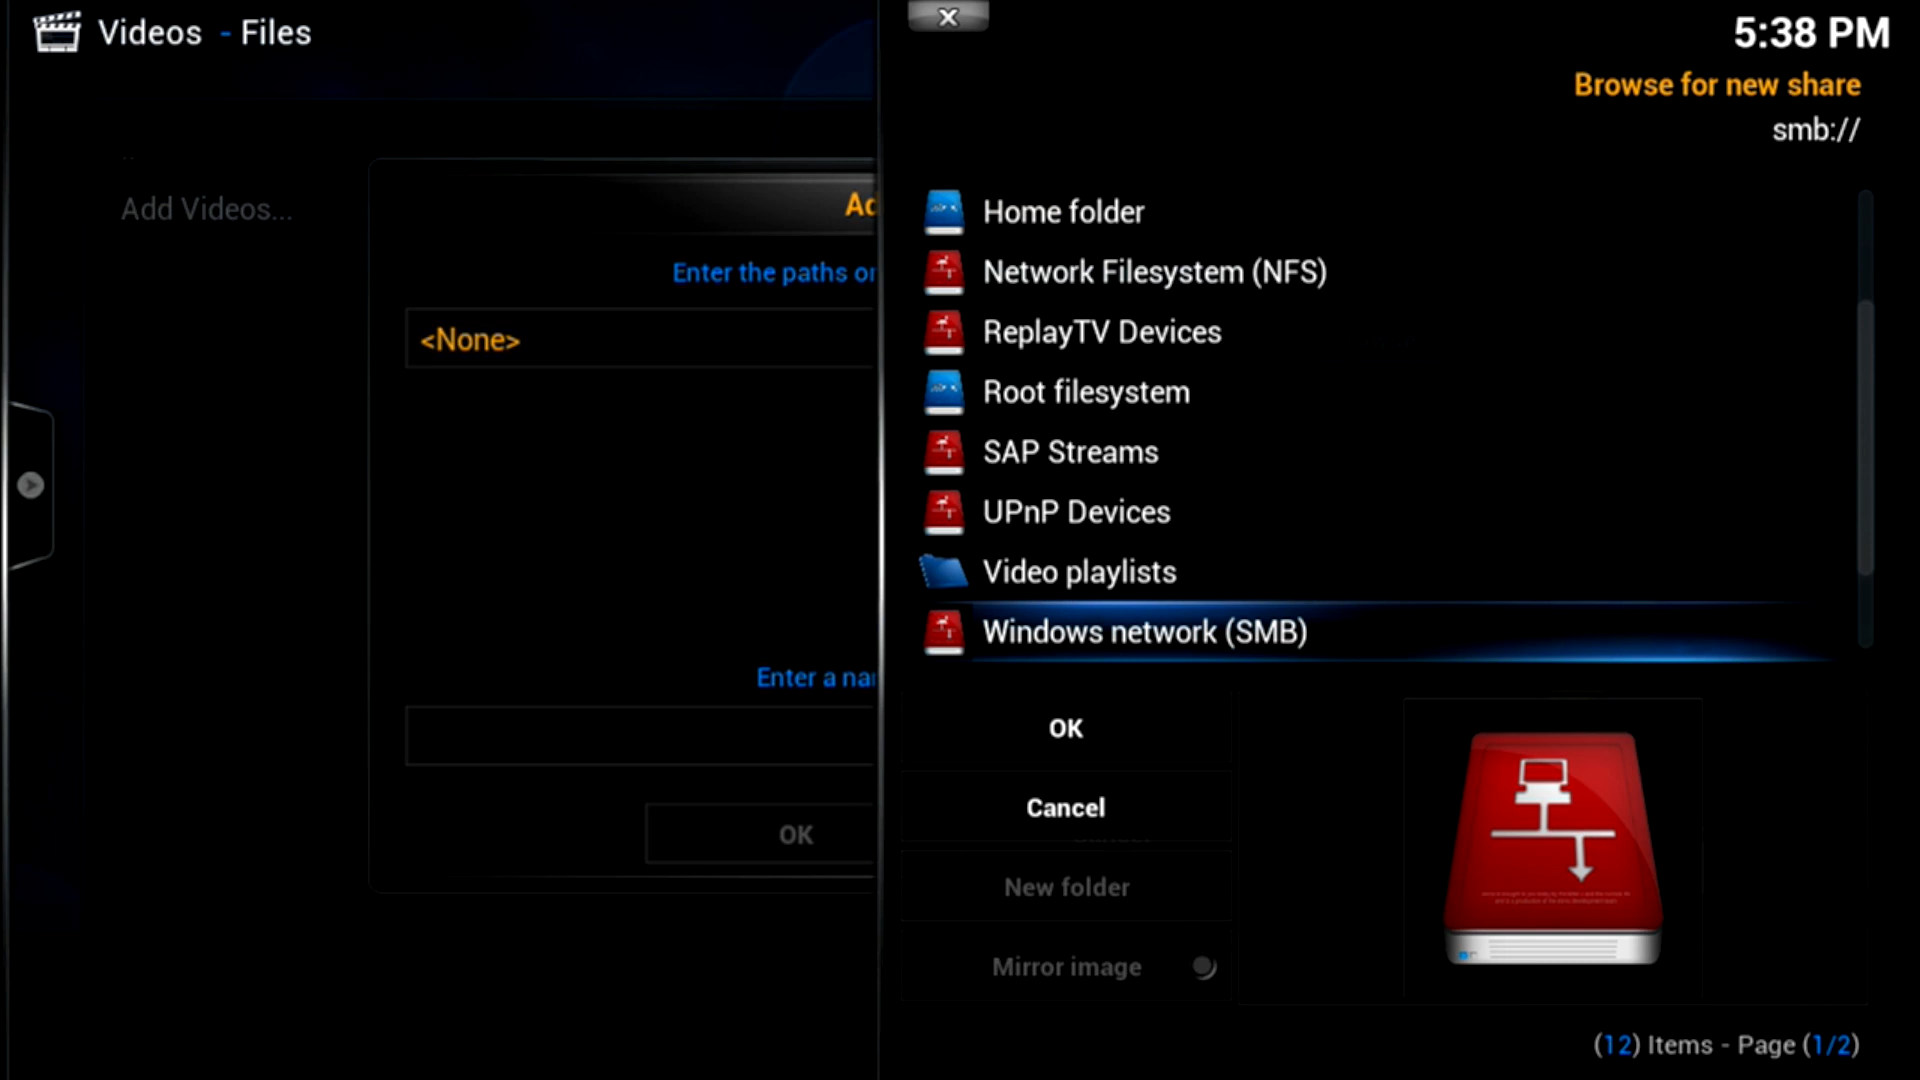 Videos - Files
5:38 PM
Browse for new share
smb://
..
Add Videos...
Enter the paths or
<None>
Enter a
OK
Home folder
Network Filesystem (NFS)
ReplayTV Devices
Root filesystem
SAP Streams
UPnP Devices
Video playlists
Windows network (SMB)
OK
Cancel
New folder
Mirror image
(12) Items - Page (1/2)